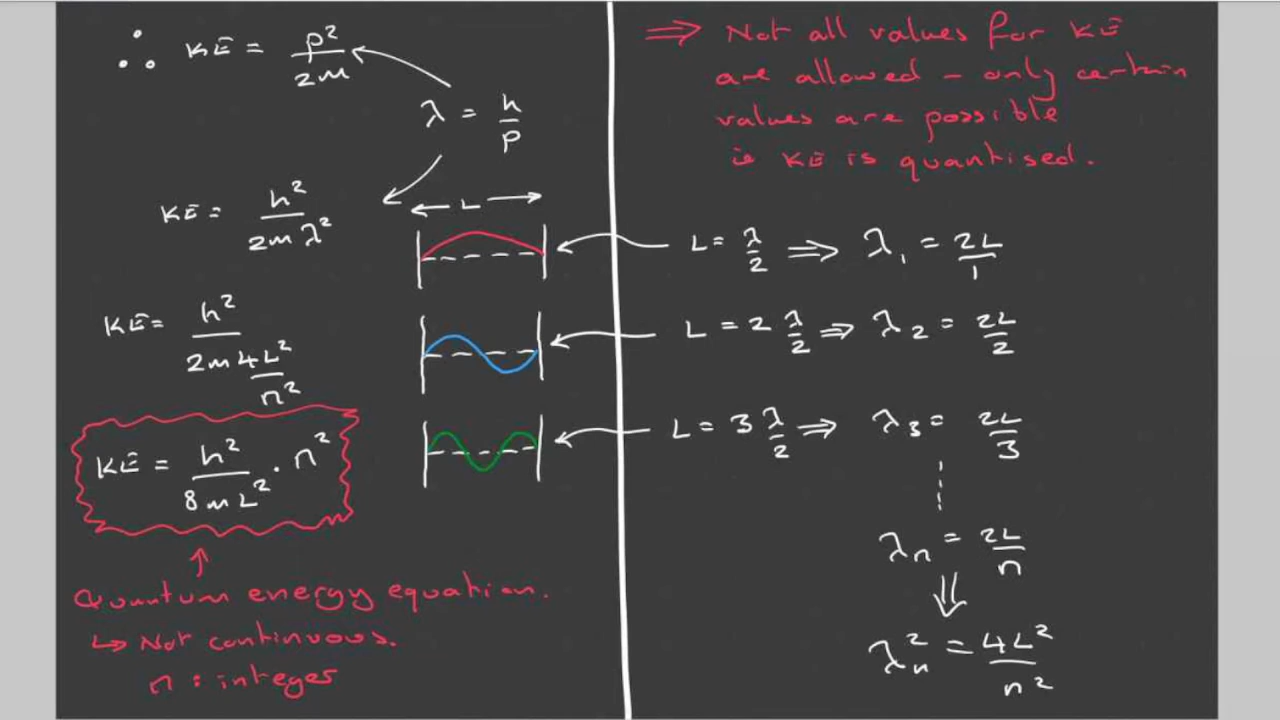 ∴ KE = p²/2m
λ = h/p
KE = h²/2mλ²
← L →
KE = h²/2m 4L²/n²
KE = h²/8mL² · n²
Quantum energy equation.
↳ Not continuous.
n : integer
⇒ Not all values for KE
are allowed – only certain
values are possible
ie KE is quantised.
L = λ/2 ⇒ λ₁ = 2L/1
L = 2 λ/2 ⇒ λ₂ = 2L/2
L = 3 λ/2 ⇒ λ₃ = 2L/3
λₙ = 2L/n
⇓
λₙ² = 4L²/n²